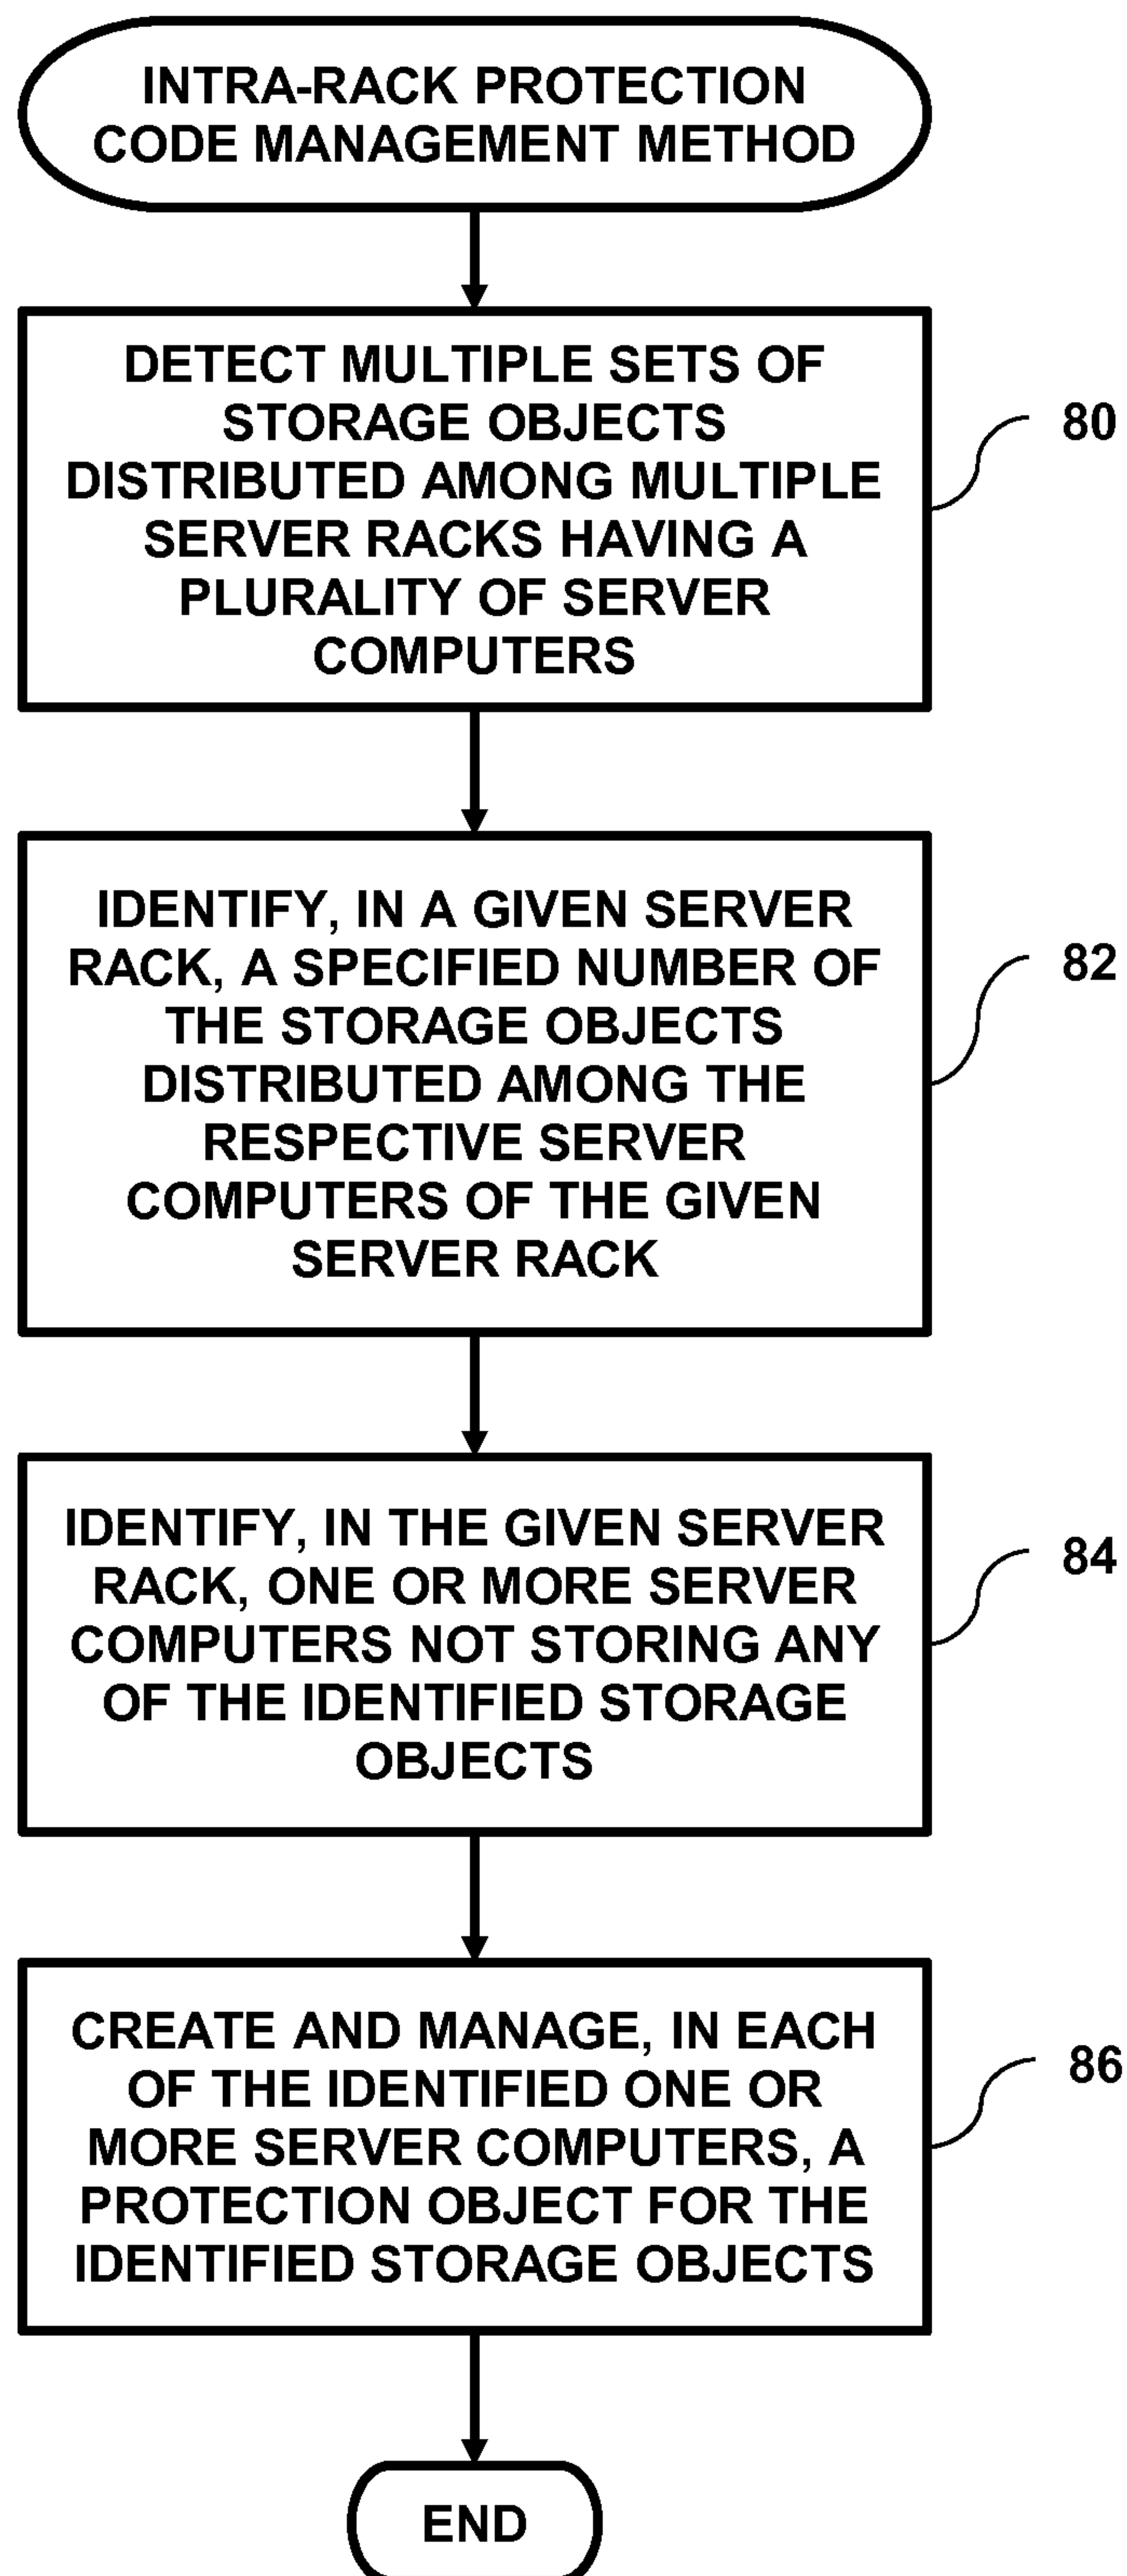 INTRA-RACK PROTECTION
CODE MANAGEMENT METHOD
DETECT MULTIPLE SETS OF
STORAGE OBJECTS
DISTRIBUTED AMONG MULTIPLE
SERVER RACKS HAVING A
PLURALITY OF SERVER
COMPUTERS
80
IDENTIFY, IN A GIVEN SERVER
RACK, A SPECIFIED NUMBER OF
THE STORAGE OBJECTS
DISTRIBUTED AMONG THE
RESPECTIVE SERVER
COMPUTERS OF THE GIVEN
SERVER RACK
82
IDENTIFY, IN THE GIVEN SERVER
RACK, ONE OR MORE SERVER
COMPUTERS NOT STORING ANY
OF THE IDENTIFIED STORAGE
OBJECTS
84
CREATE AND MANAGE, IN EACH
OF THE IDENTIFIED ONE OR
MORE SERVER COMPUTERS, A
PROTECTION OBJECT FOR THE
IDENTIFIED STORAGE OBJECTS
86
END